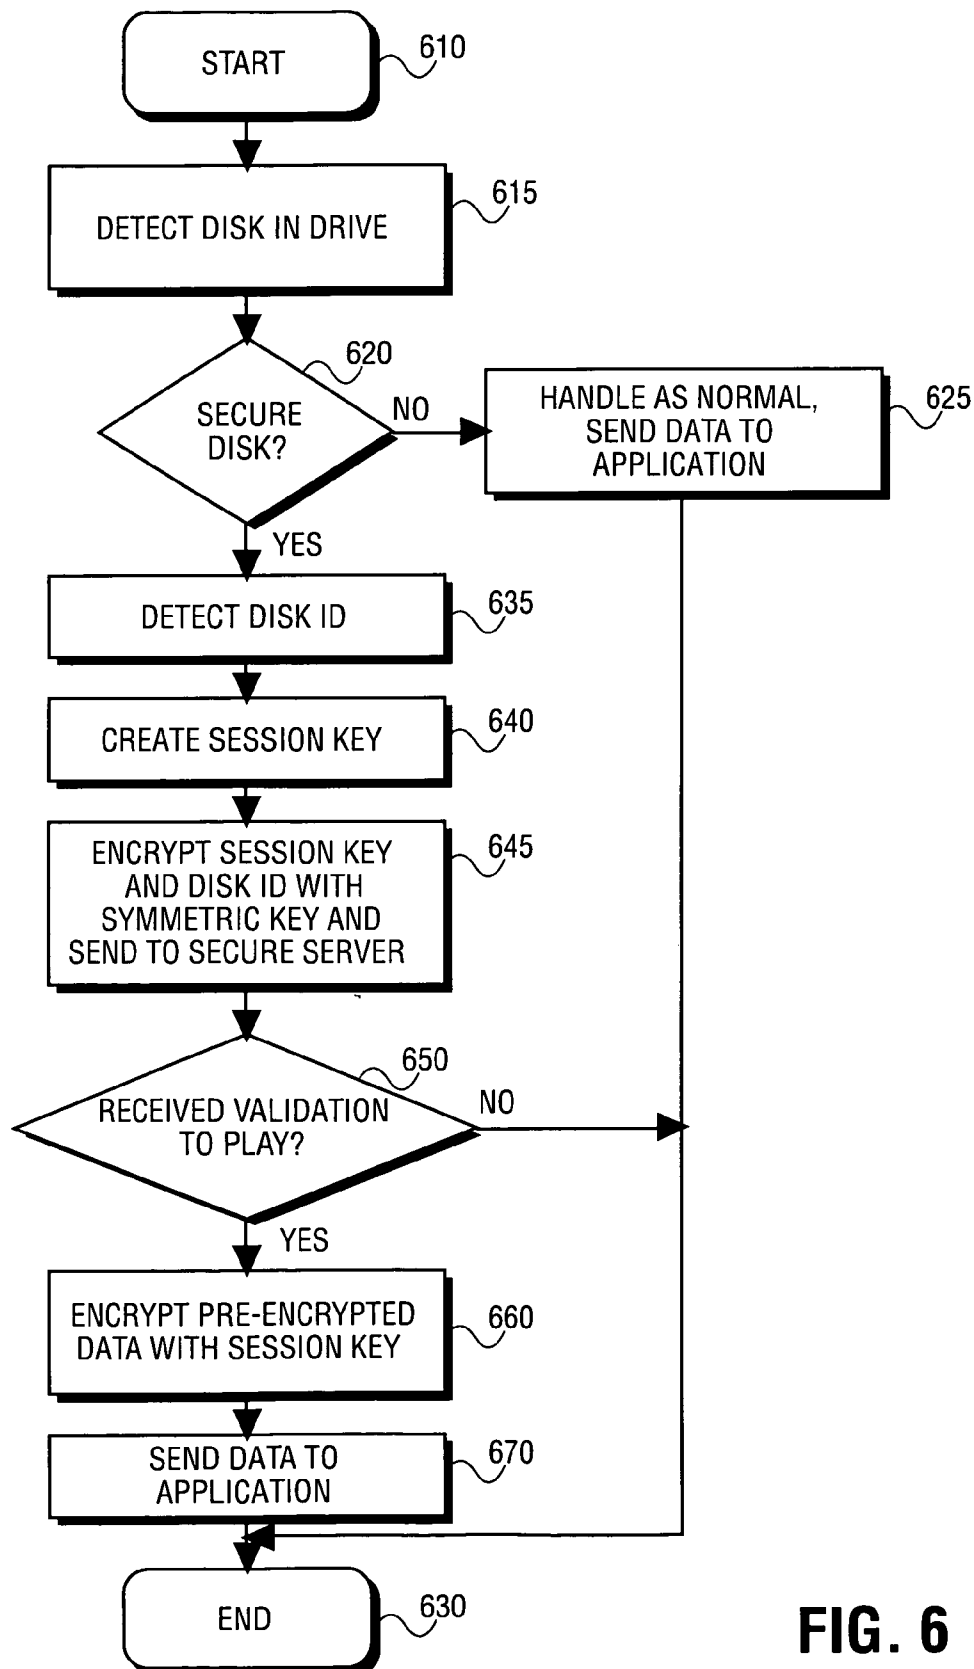 START
610
DETECT DISK IN DRIVE
615
SECURE
DISK?
620
NO
HANDLE AS NORMAL,
SEND DATA TO
APPLICATION
625
YES
DETECT DISK ID
635
CREATE SESSION KEY
640
ENCRYPT SESSION KEY
AND DISK ID WITH
SYMMETRIC KEY AND
SEND TO SECURE SERVER
645
RECEIVED VALIDATION
TO PLAY?
650
NO
YES
ENCRYPT PRE-ENCRYPTED
DATA WITH SESSION KEY
660
SEND DATA TO
APPLICATION
670
END
630
FIG. 6